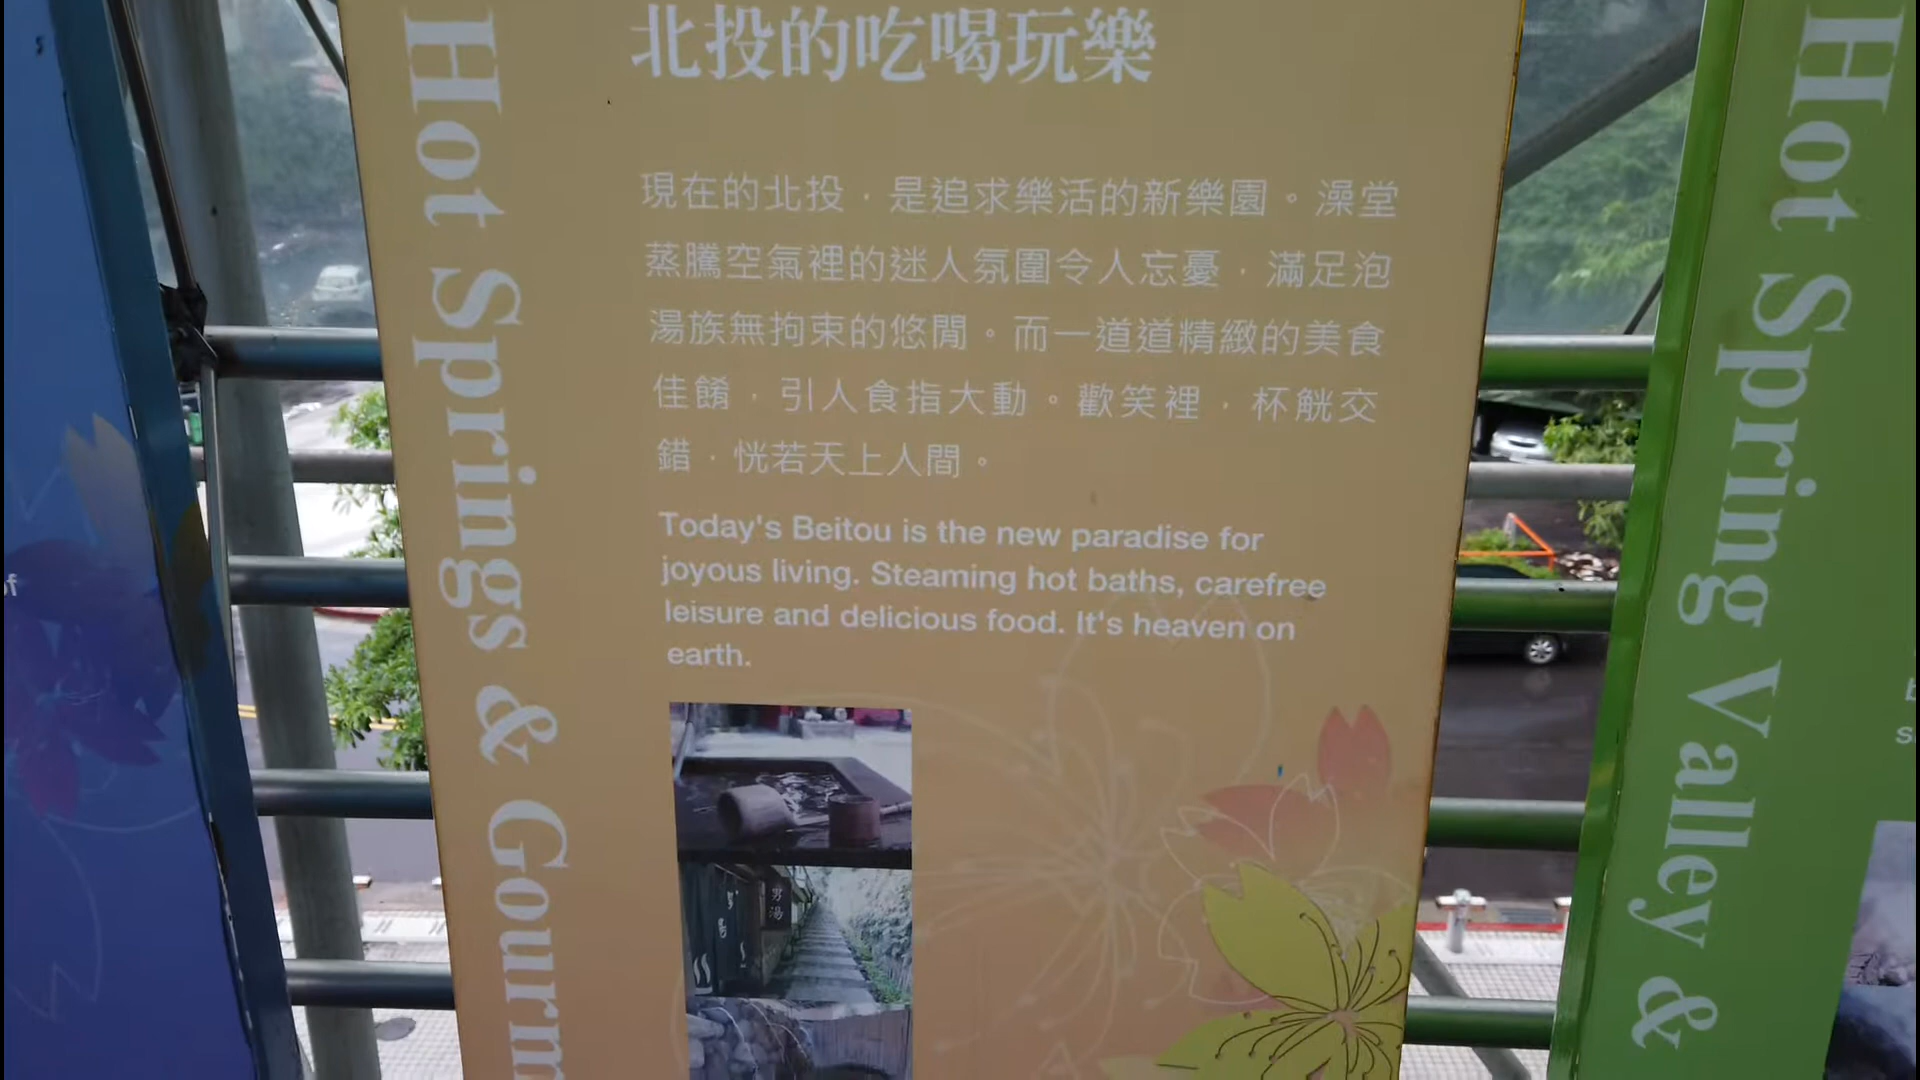 北投的吃喝玩樂
現在的北投，是追求樂活的新樂園。澡堂
蒸騰空氣裡的迷人氛圍令人忘憂，滿足泡
湯族無拘束的悠閒。而一道道精緻的美食
佳餚，引人食指大動。歡笑裡，杯觥交
錯，恍若天上人間。
Today's Beitou is the new paradise for
joyous living. Steaming hot baths, carefree
leisure and delicious food. It's heaven on
earth.
Hot Springs & Gourm
Hot Spring Valley &
男湯
of